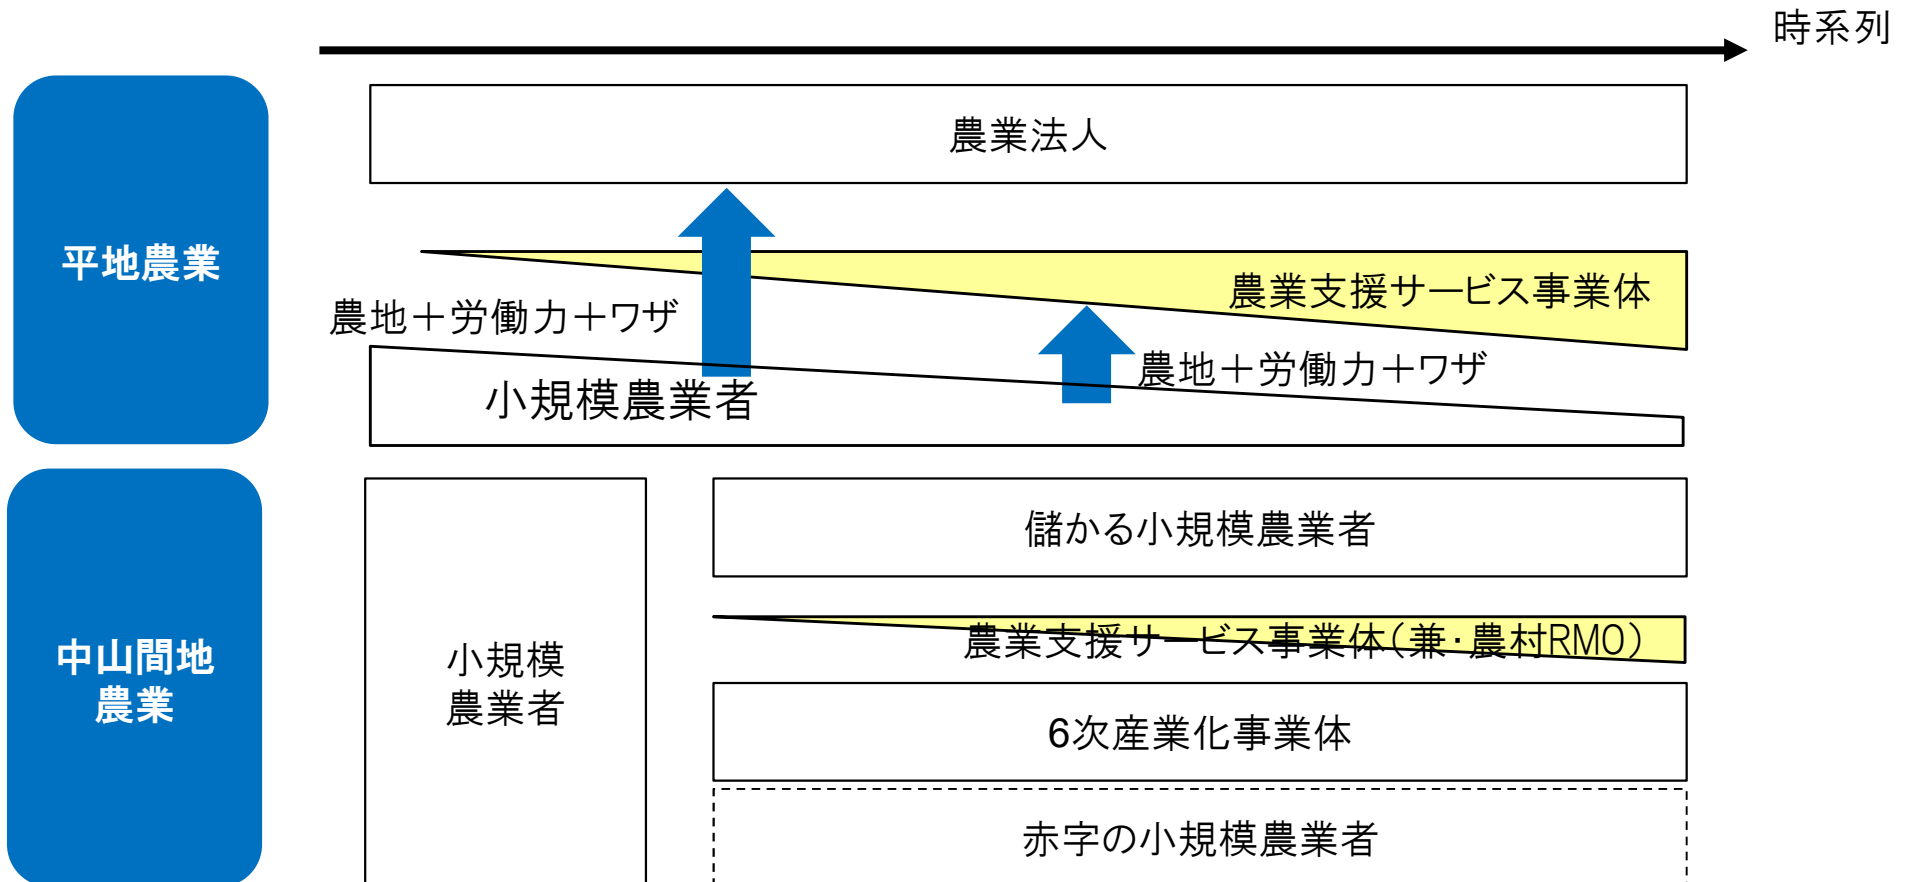 時系列
農業法人
平地農業
農業支援サービス事業体
農地＋労働力＋ワザ
農地＋労働力＋ワザ
小規模農業者
儲かる小規模農業者
農業支援サービス事業体（兼・農村RMO）
中山間地
農業
小規模
農業者
6次産業化事業体
赤字の小規模農業者